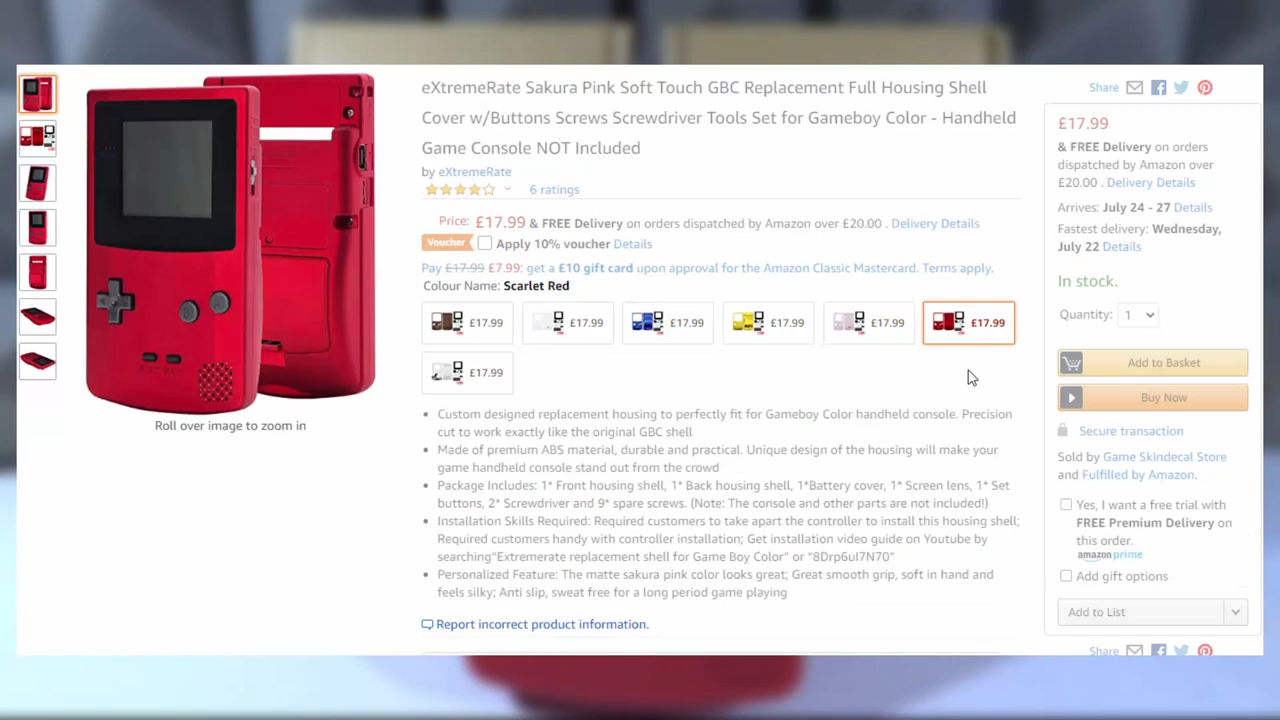 eXtremeRate Sakura Pink Soft Touch GBC Replacement Full Housing Shell
Cover w/Buttons Screws Screwdriver Tools Set for Gameboy Color - Handheld
Game Console NOT Included
by eXtremeRate
6 ratings
Price: £17.99 & FREE Delivery on orders dispatched by Amazon over £20.00 . Delivery Details
Voucher Apply 10% voucher Details
Pay £17.99 £7.99: get a £10 gift card upon approval for the Amazon Classic Mastercard. Terms apply.
Colour Name: Scarlet Red
£17.99 £17.99 £17.99 £17.99 £17.99 £17.99
£17.99
Roll over image to zoom in
• Custom designed replacement housing to perfectly fit for Gameboy Color handheld console. Precision
cut to work exactly like the original GBC shell
• Made of premium ABS material, durable and practical. Unique design of the housing will make your
game handheld console stand out from the crowd
• Package Includes: 1* Front housing shell, 1* Back housing shell, 1*Battery cover, 1* Screen lens, 1* Set
buttons, 2* Screwdriver and 9* spare screws. (Note: The console and other parts are not included!)
• Installation Skills Required: Required customers to take apart the controller to install this housing shell;
Required customers handy with controller installation; Get installation video guide on Youtube by
searching"Extremerate replacement shell for Game Boy Color" or "8Drp6uI7N70"
• Personalized Feature: The matte sakura pink color looks great; Great smooth grip, soft in hand and
feels silky; Anti slip, sweat free for a long period game playing
Report incorrect product information.
Share
£17.99
& FREE Delivery on orders
dispatched by Amazon over
£20.00 . Delivery Details
Arrives: July 24 - 27 Details
Fastest delivery: Wednesday,
July 22 Details
In stock.
Quantity: 1
Add to Basket
Buy Now
Secure transaction
Sold by Game Skindecal Store
and Fulfilled by Amazon.
Yes, I want a free trial with
FREE Premium Delivery on
this order.
amazon prime
Add gift options
Add to List
Share